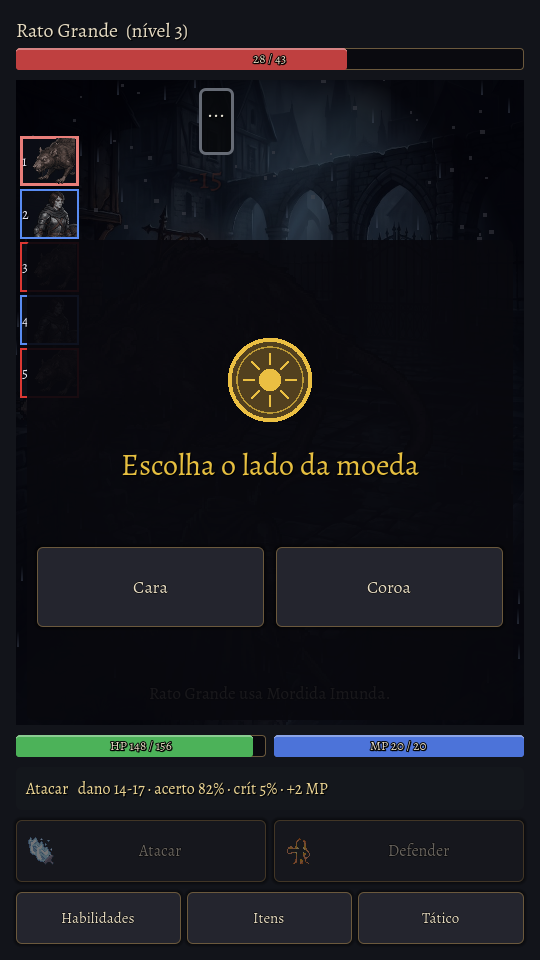 Rato Grande (nível 3)
28 / 43
...
15
1
2
3
4
5
Escolha o lado da moeda
Cara
Coroa
Rato Grande usa Mordida Imunda.
HP 148 / 156
MP 20 / 20
Atacar dano 14-17 · acerto 82% · crít 5% · +2 MP
Atacar
Defender
Habilidades
Itens
Tático